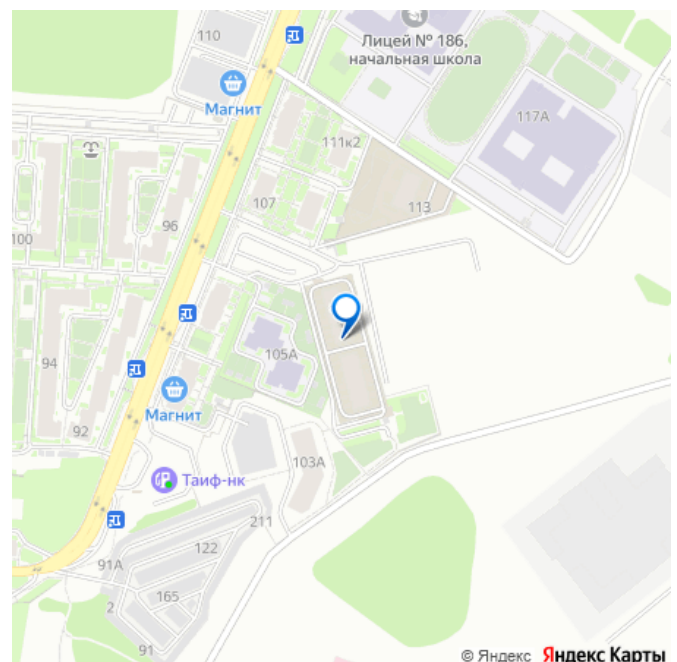 110
Лицей № 186,
начальная школа
Магнит
117А
111к2
107
113
96
100
105А
94
Магнит
92
103А
Таиф-нк
211
122
91А
165
2
91
© Яндекс Яндекс Карты